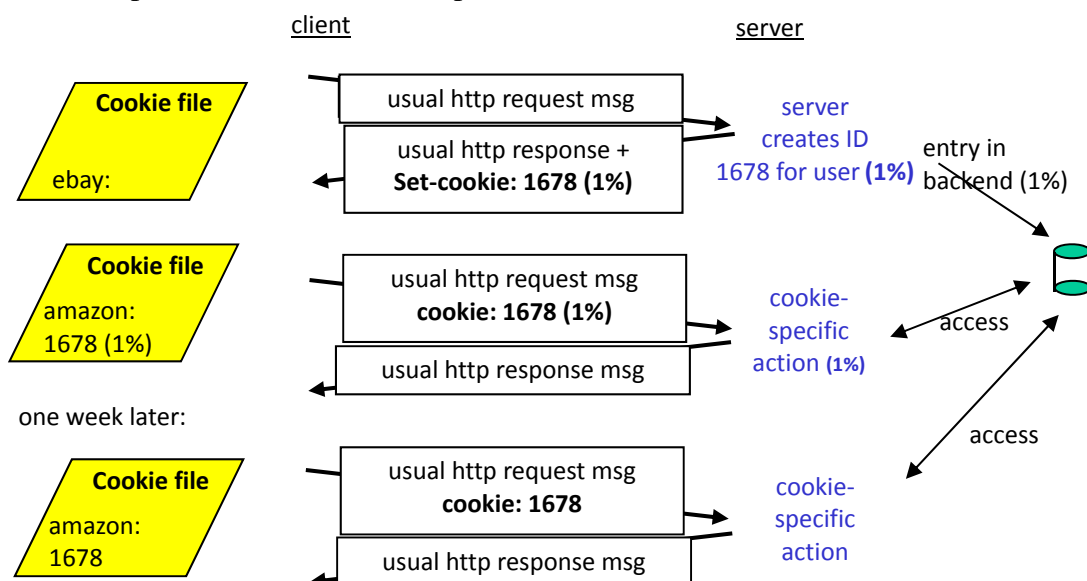 client
server
Cookie file
ebay:
usual http request msg
usual http response +
Set-cookie: 1678 (1%)
server
creates ID
1678 for user (1%)
entry in
backend (1%)
Cookie file
amazon:
1678 (1%)
usual http request msg
cookie: 1678 (1%)
usual http response msg
cookie-
specific
action (1%)
access
one week later:
access
Cookie file
amazon:
1678
usual http request msg
cookie: 1678
usual http response msg
cookie-
specific
action